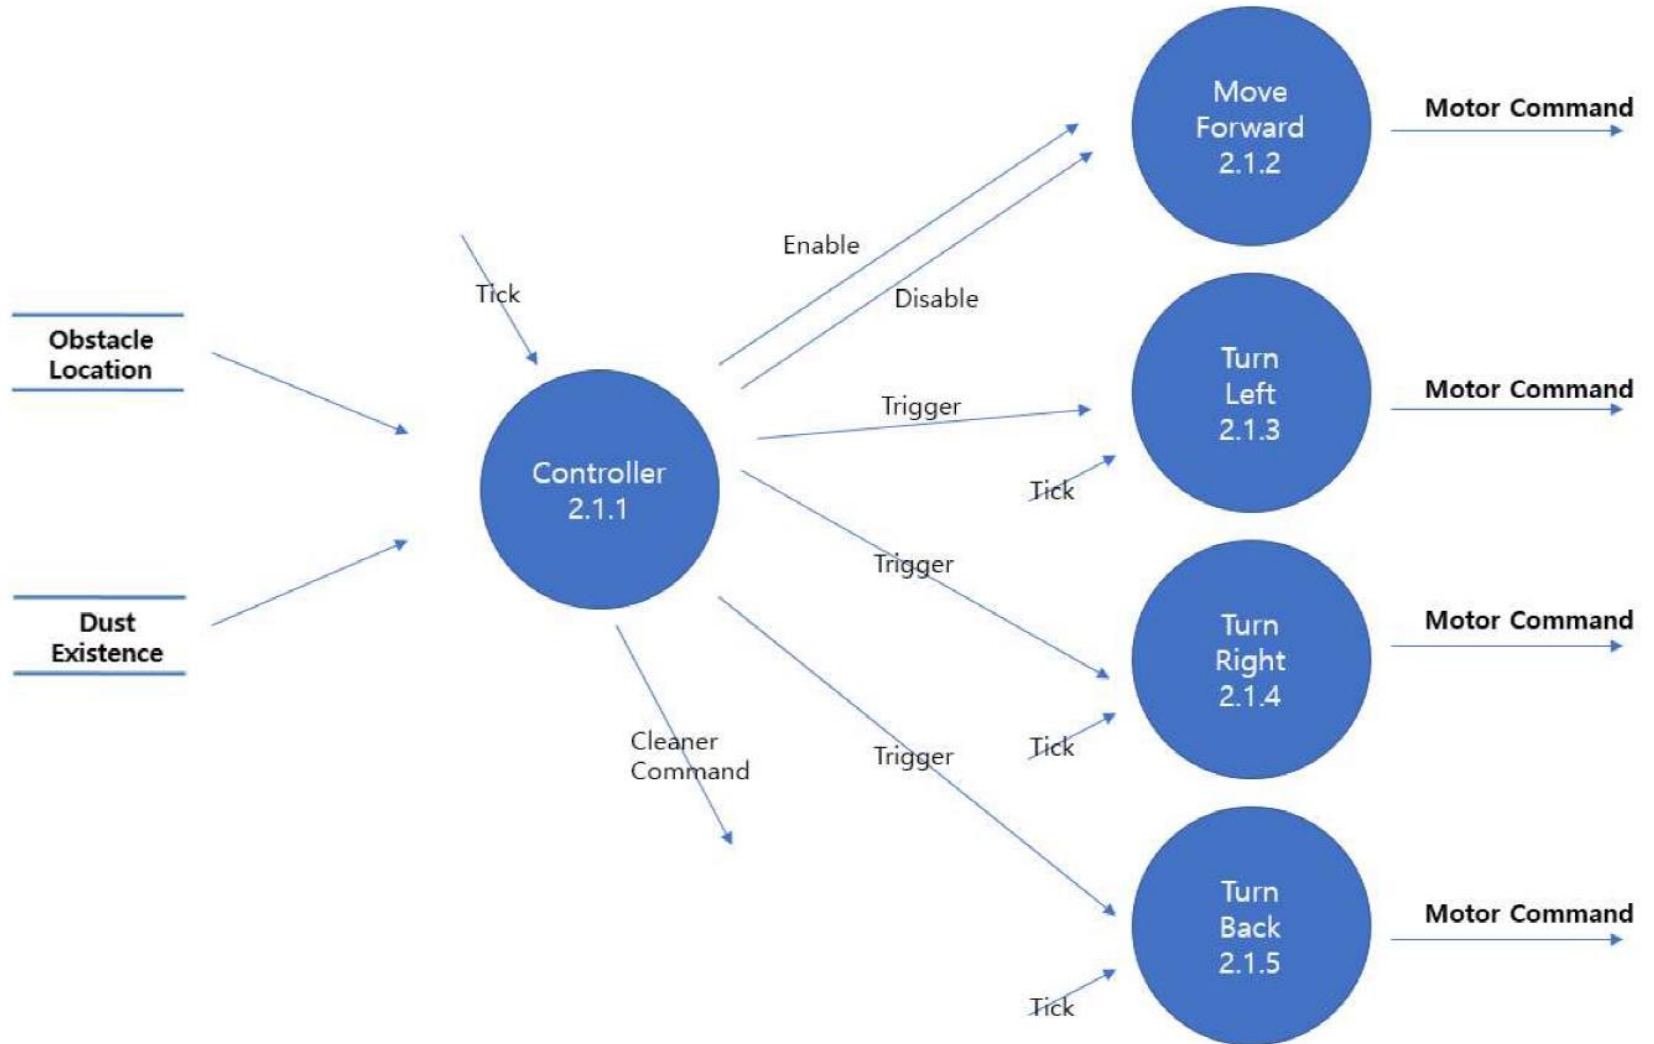 Move
Forward
2.1.2
Motor Command
Enable
Disable
Tick
Obstacle
Location
Turn
Left
2.1.3
Motor Command
Trigger
Tick
Controller
2.1.1
Trigger
Dust
Existence
Turn
Right
2.1.4
Motor Command
Tick
Cleaner
Command
Trigger
Turn
Back
2.1.5
Motor Command
Tick